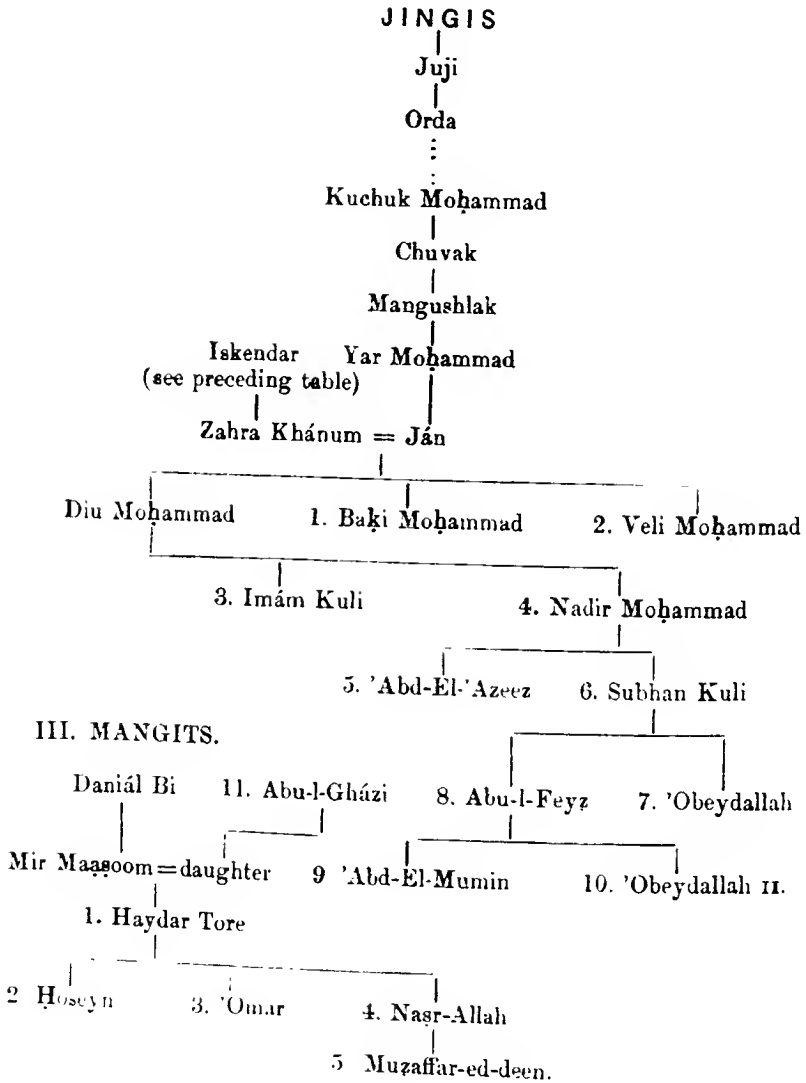 JINGIS
Juji
Orda
Kuchuk Moḥammad
Chuvak
Mangushlak
Iskendar Yar Moḥammad
(see preceding table)
Zahra Khánum = Ján
Diu Moḥammad 1. Baḳi Moḥammad 2. Veli Moḥammad
3. Imám Kuli 4. Nadir Moḥammad
5. 'Abd-El-'Azeez 6. Subhan Kuli
III. MANGITS.
Daniál Bi 11. Abu-l-Gházi 8. Abu-l-Feyẓ 7. 'Obeydallah
Mir Maạṣoom = daughter 9 'Abd-El-Mumin 10. 'Obeydallah II.
1. Haydar Tore
2 Ḥoseyn 3. 'Omar 4. Naṣr-Allah
5 Muẓaffar-ed-deen.